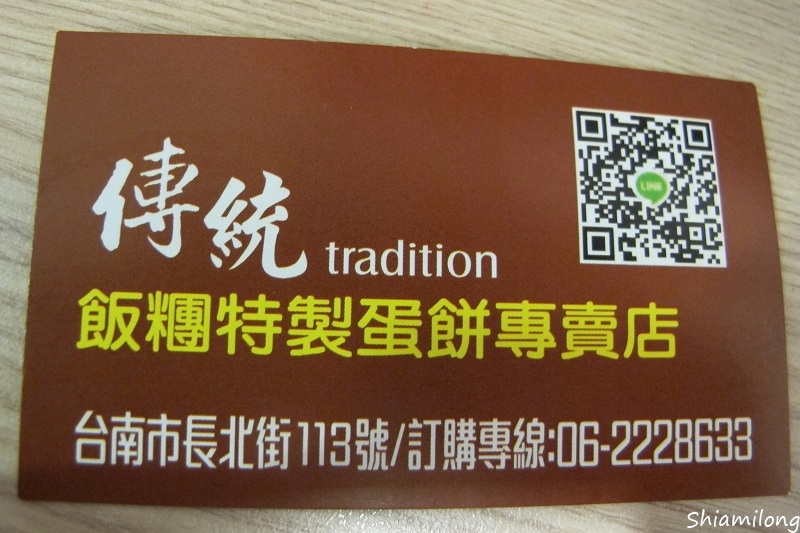 傳統 tradition
LINE
飯糰特製蛋餅專賣店
台南市長北街113號/訂購專線:06-2228633
Shiamilong